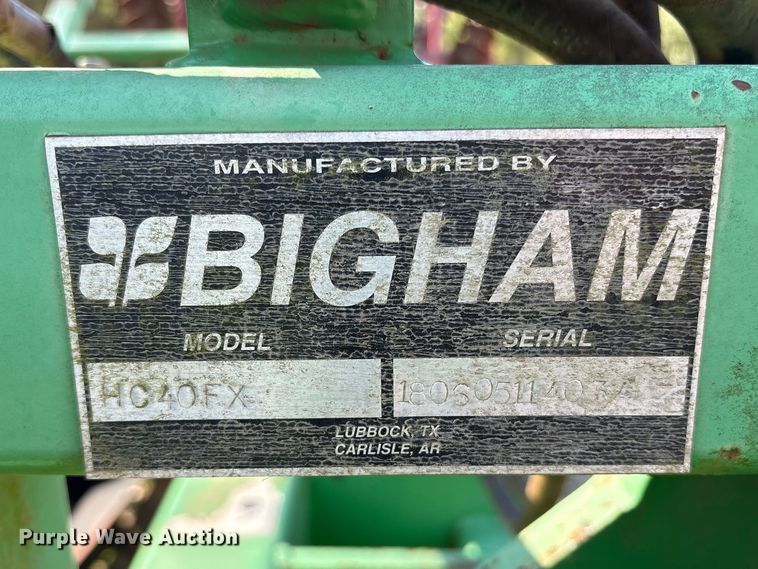 MANUFACTURED BY
BIGHAM
MODEL SERIAL
HC40FX
LUBBOCK, TX
CARLISLE, AR
Purple Wave Auction